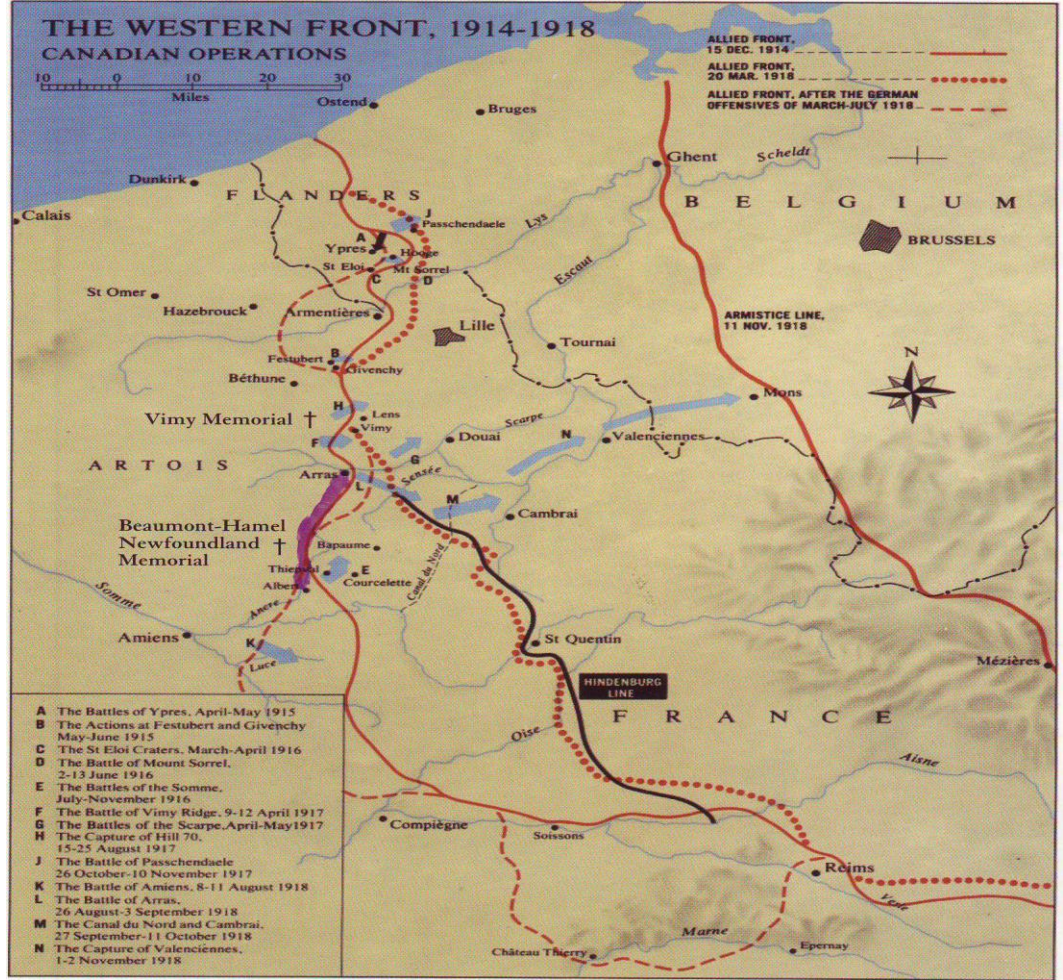 THE WESTERN FRONT, 1914-1918
CANADIAN OPERATIONS
10 0 10 20 30
Miles
ALLIED FRONT,
15 DEC. 1914
ALLIED FRONT,
20 MAR. 1918
ALLIED FRONT, AFTER THE GERMAN
OFFENSIVES OF MARCH-JULY 1918
Ostend
Bruges
Ghent
Scheldt
Dunkirk
FLANDERS
BELGIUM
Calais
J
Passchendaele
Lys
A
Ypres
Hooge
BRUSSELS
St Eloi
Mt Sorrel
C
D
Escaut
St Omer
Hazebrouck
Armentières
ARMISTICE LINE,
11 NOV. 1918
Lille
Tournai
B
Festubert
Givenchy
N
Béthune
Mons
H
Vimy Memorial †
Lens
Vimy
Scarpe
F
Douai
N
Valenciennes
ARTOIS
G
Arras
Sensée
L
M
Cambrai
Beaumont-Hamel
Newfoundland †
Memorial
Bapaume
Canal du Nord
Thiepval
E
Courcelette
Albert
Somme
Ancre
Amiens
K
Luce
St Quentin
Mézières
HINDENBURG
LINE
FRANCE
Oise
Aisne
Compiègne
Soissons
Reims
Vesle
Marne
Château Thierry
Epernay
A The Battles of Ypres, April-May 1915
B The Actions at Festubert and Givenchy
May-June 1915
C The St Eloi Craters, March-April 1916
D The Battle of Mount Sorrel,
2-13 June 1916
E The Battles of the Somme,
July-November 1916
F The Battle of Vimy Ridge, 9-12 April 1917
G The Battles of the Scarpe, April-May 1917
H The Capture of Hill 70,
15-25 August 1917
J The Battle of Passchendaele
26 October-10 November 1917
K The Battle of Amiens, 8-11 August 1918
L The Battle of Arras,
26 August-3 September 1918
M The Canal du Nord and Cambrai,
27 September-11 October 1918
N The Capture of Valenciennes,
1-2 November 1918